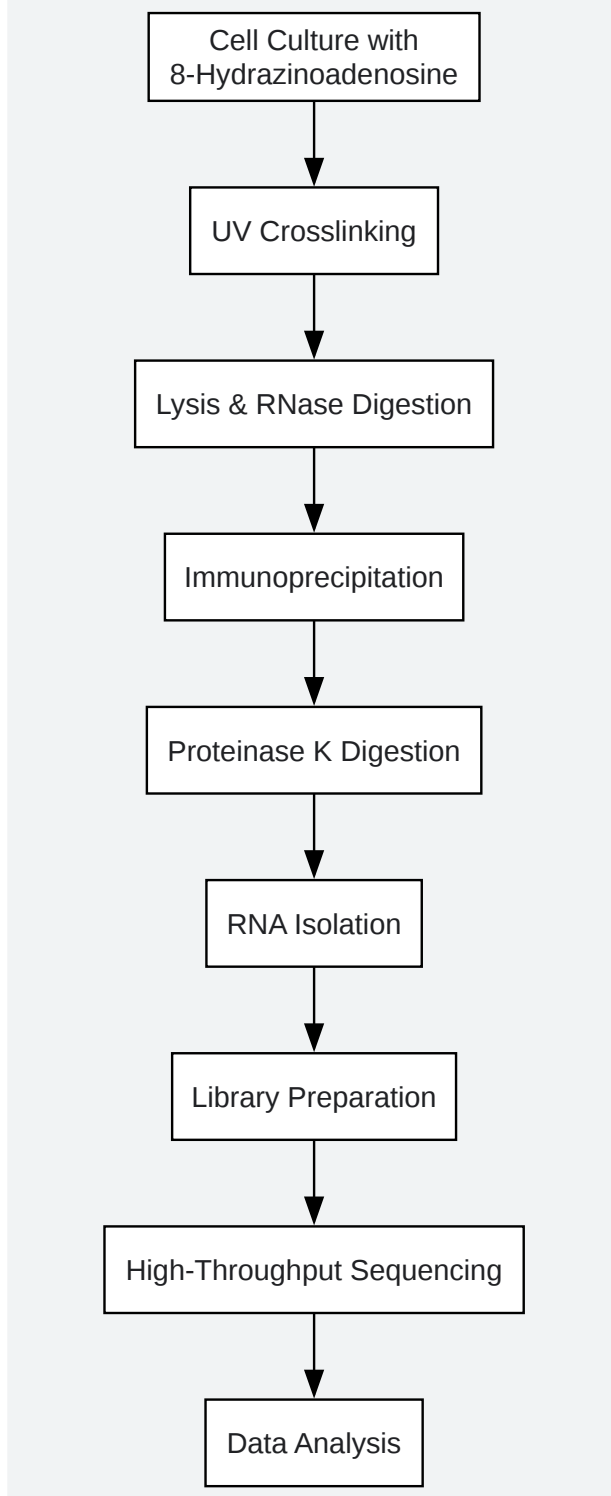 Cell Culture with
8-Hydrazinoadenosine
UV Crosslinking
Lysis & RNase Digestion
Immunoprecipitation
Proteinase K Digestion
RNA Isolation
Library Preparation
High-Throughput Sequencing
Data Analysis